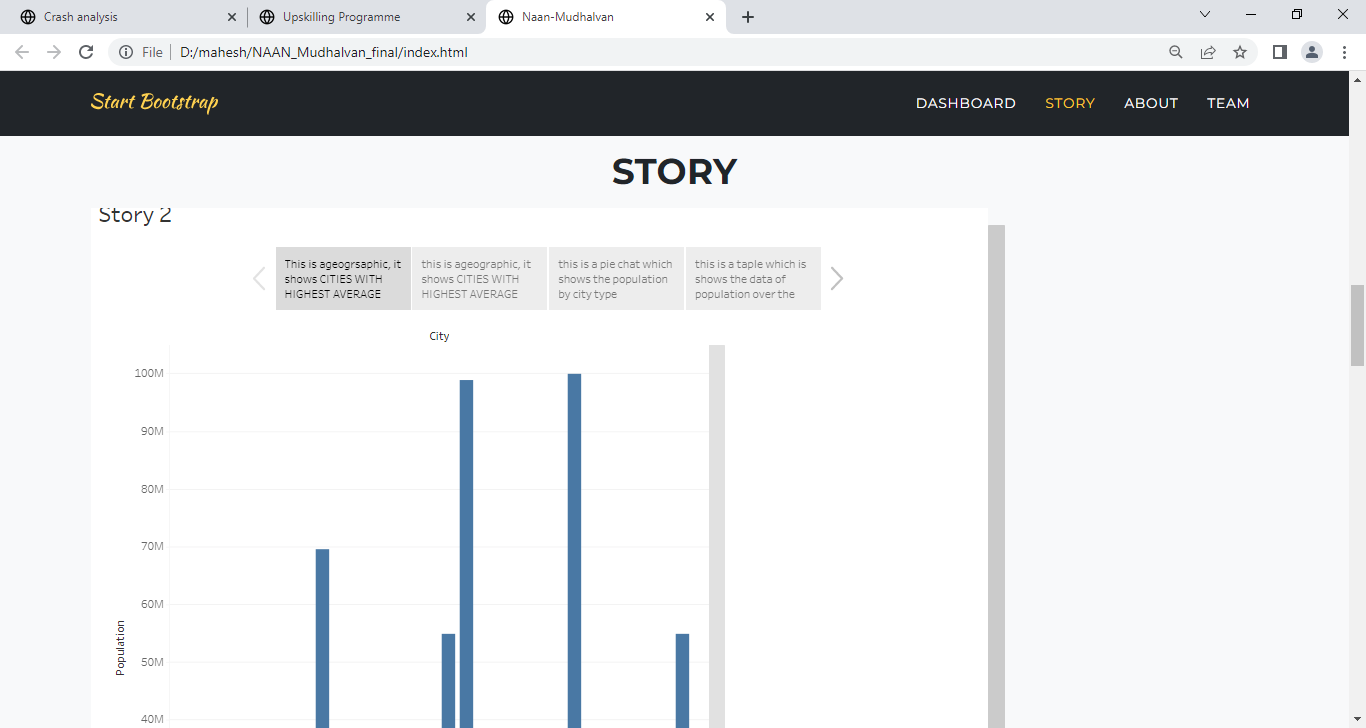 Crash analysis
Upskilling Programme
Naan-Mudhalvan
File
D:/mahesh/NAAN_Mudhalvan_final/index.html
Start Bootstrap
DASHBOARD
STORY
ABOUT
TEAM
STORY
Story 2
This is ageogrsaphic, it
shows CITIES WITH
HIGHEST AVERAGE
this is ageographic, it
shows CITIES WITH
HIGHEST AVERAGE
this is a pie chat which
shows the population
by city type
this is a taple which is
shows the data of
population over the
City
100M
90M
80M
70M
60M
50M
40M
Population